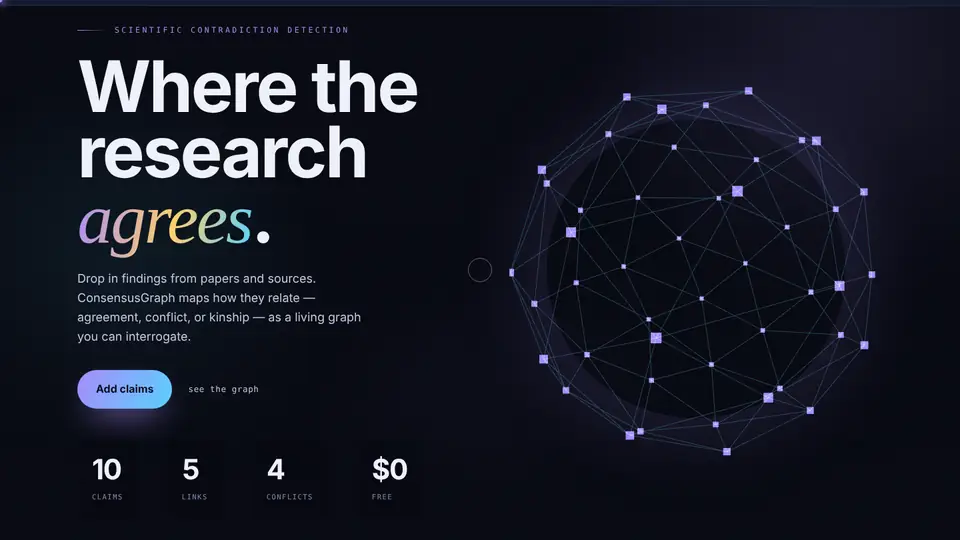 SCIENTIFIC CONTRADICTION DETECTION
Where the
research
agrees.
Drop in findings from papers and sources.
ConsensusGraph maps how they relate —
agreement, conflict, or kinship — as a living graph
you can interrogate.
Add claims
see the graph
10
CLAIMS
5
LINKS
4
CONFLICTS
$0
FREE